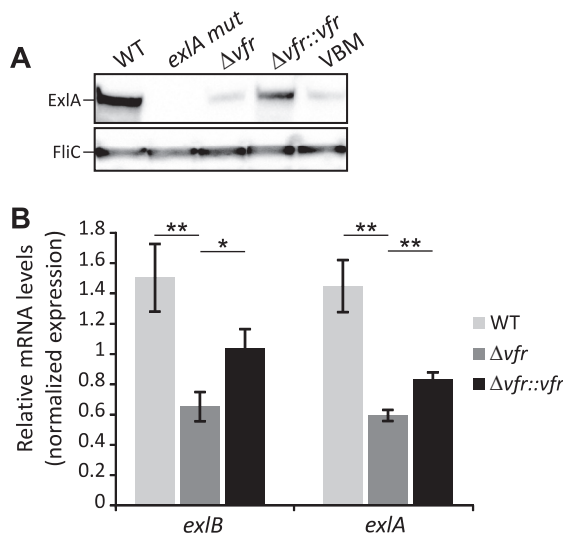 A
WT
exlA mut
Δvfr
Δvfr::vfr
VBM
ExlA
FliC
B
Relative mRNA levels
(normalized expression)
1.8
1.6
1.4
1.2
1
0.8
0.6
0.4
0.2
0
**
*
**
**
WT
Δvfr
Δvfr::vfr
exlB
exlA